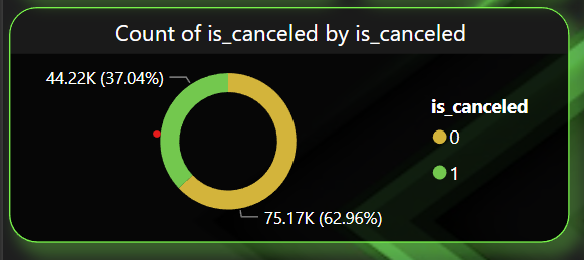 Count of is_canceled by is_canceled
44.22K (37.04%)
is_canceled
0
1
75.17K (62.96%)